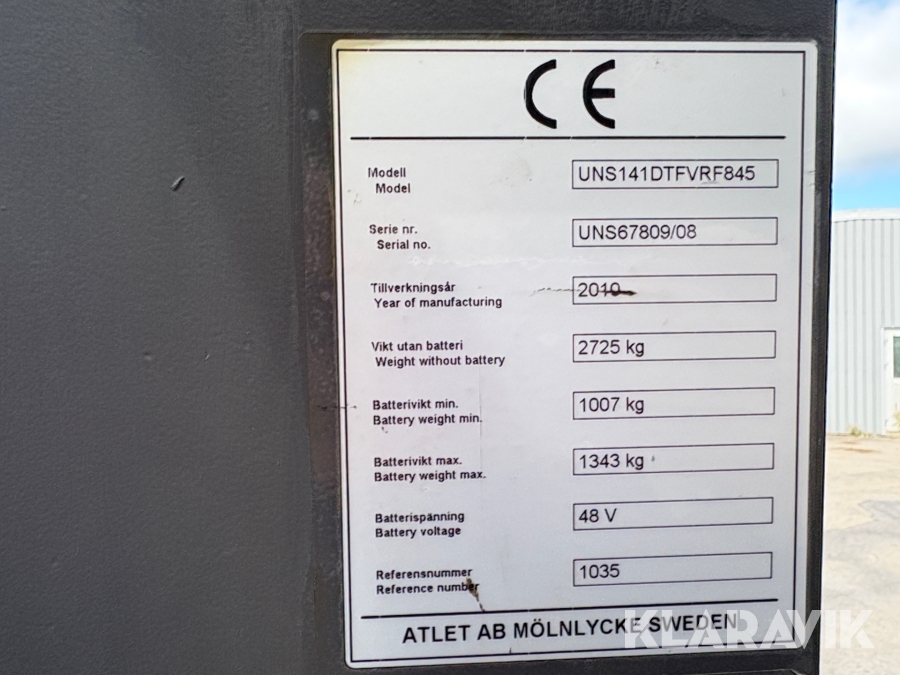 CE
Modell
Model
UNS141DTFVRF845
Serie nr.
Serial no.
UNS67809/08
Tillverkningsår
Year of manufacturing
2010
Vikt utan batteri
Weight without battery
2725 kg
Batterivikt min.
Battery weight min.
1007 kg
Batterivikt max.
Battery weight max.
1343 kg
Batterispänning
Battery voltage
48 V
Referensnummer
Reference number
1035
ATLET AB MÖLNLYCKE SWEDEN
KLARAVIK